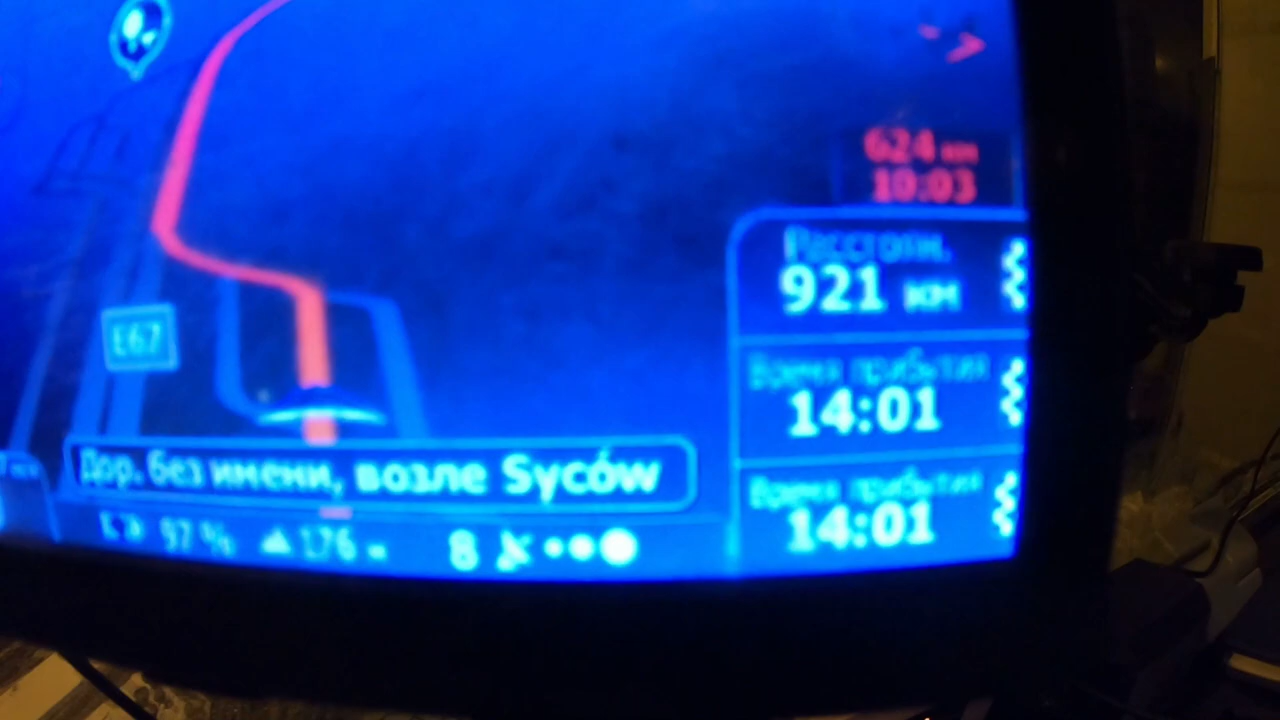 624 км
10:03
Расстоян.
921 км
E67
Время прибытия
14:01
Дор. без имени, возле Syców
Время прибытия
14:01
97 % 176 м 8